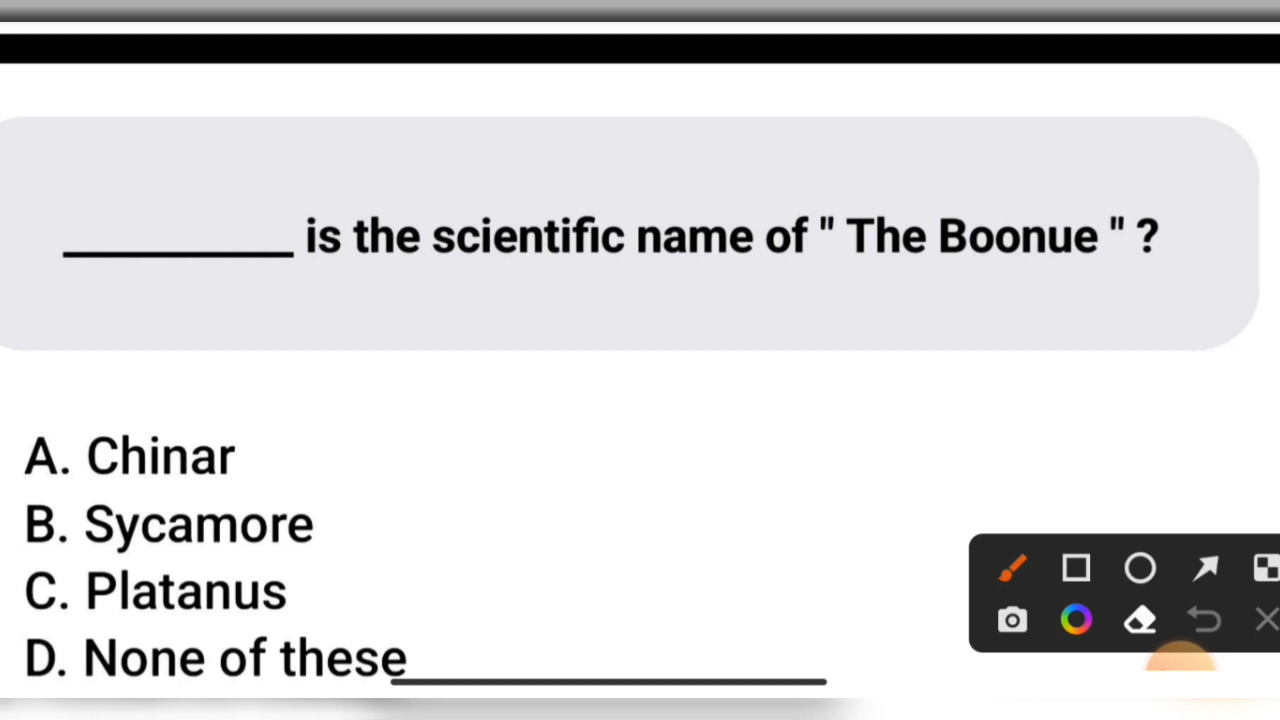 __________ is the scientific name of " The Boonue " ?
A. Chinar
B. Sycamore
C. Platanus
D. None of these